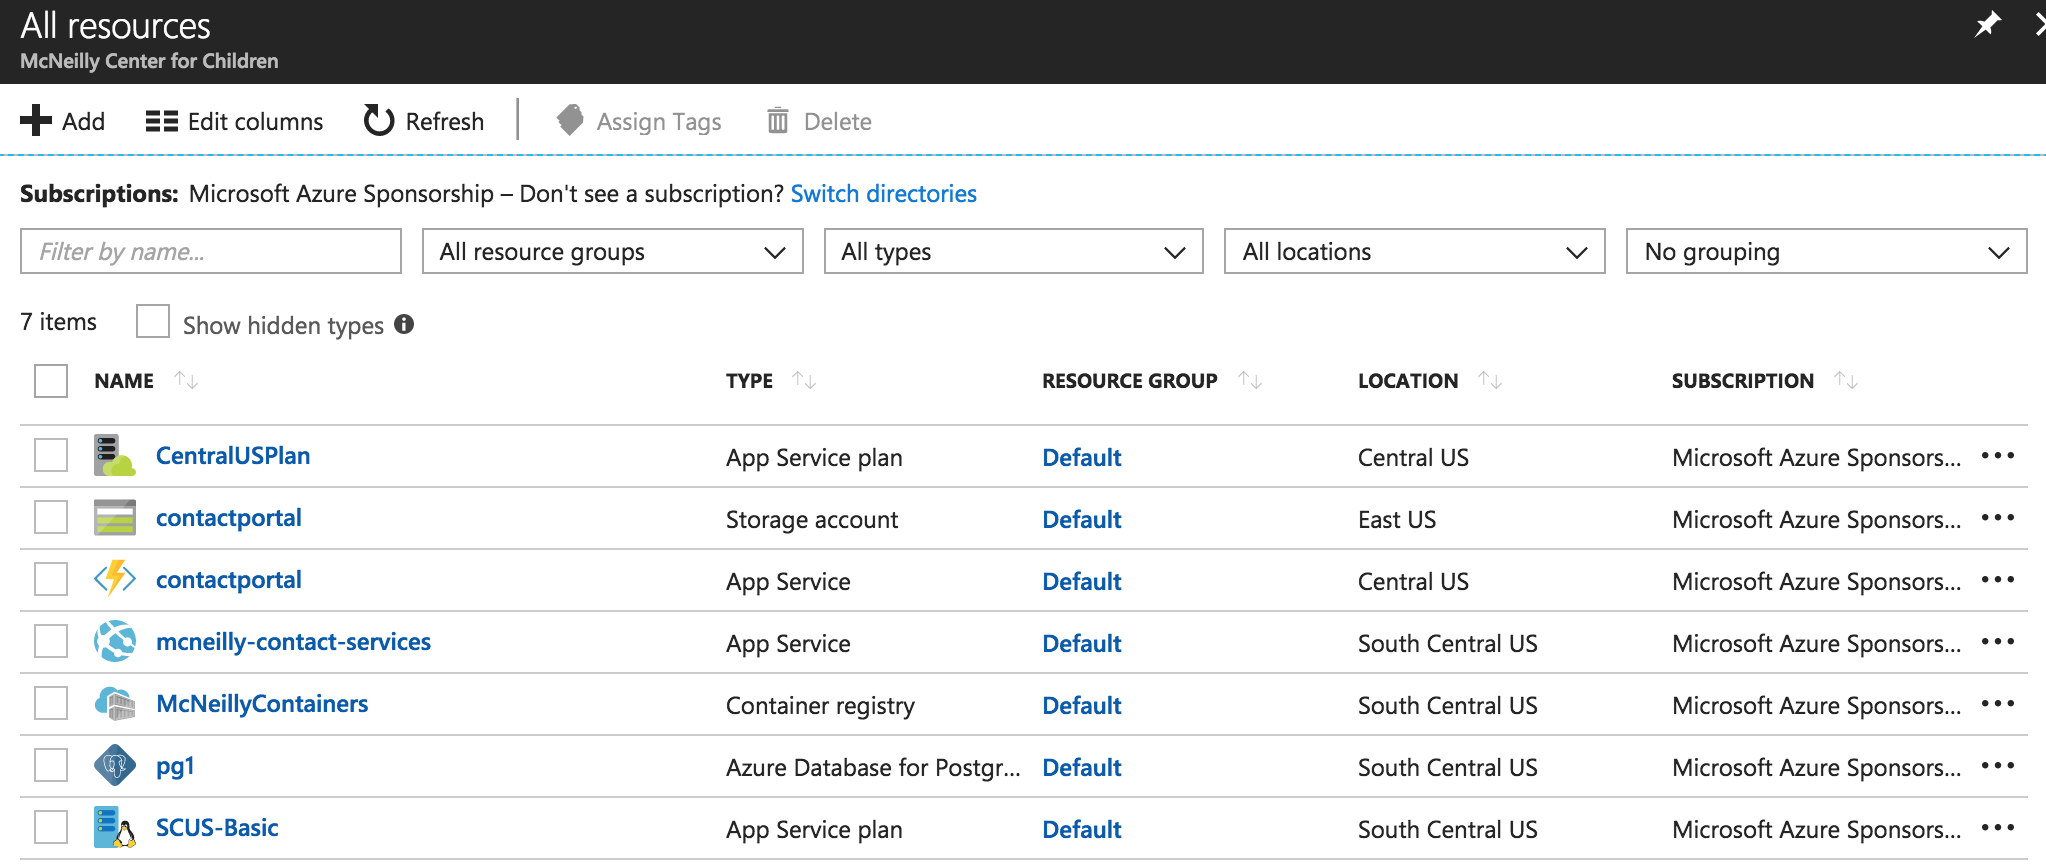 All resources
McNeilly Center for Children
Add Edit columns Refresh Assign Tags Delete
Subscriptions: Microsoft Azure Sponsorship – Don't see a subscription? Switch directories
Filter by name... All resource groups All types All locations No grouping
7 items Show hidden types
NAME TYPE RESOURCE GROUP LOCATION SUBSCRIPTION
CentralUSPlan App Service plan Default Central US Microsoft Azure Sponsors...
contactportal Storage account Default East US Microsoft Azure Sponsors...
contactportal App Service Default Central US Microsoft Azure Sponsors...
mcneilly-contact-services App Service Default South Central US Microsoft Azure Sponsors...
McNeillyContainers Container registry Default South Central US Microsoft Azure Sponsors...
pg1 Azure Database for Postgr... Default South Central US Microsoft Azure Sponsors...
SCUS-Basic App Service plan Default South Central US Microsoft Azure Sponsors...